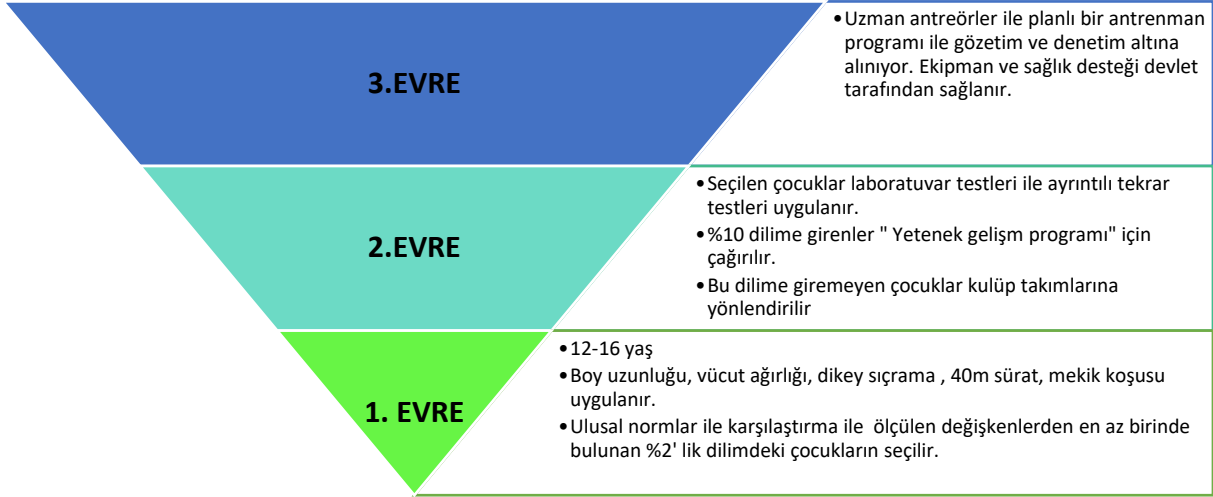 3.EVRE
•Uzman antreörler ile planlı bir antrenman
programı ile gözetim ve denetim altına
alınıyor. Ekipman ve sağlık desteği devlet
tarafından sağlanır.
2.EVRE
•Seçilen çocuklar laboratuvar testleri ile ayrıntılı tekrar
testleri uygulanır.
•%10 dilime girenler " Yetenek gelişm programı" için
çağırılır.
•Bu dilime giremeyen çocuklar kulüp takımlarına
yönlendirilir
1. EVRE
•12-16 yaş
•Boy uzunluğu, vücut ağırlığı, dikey sıçrama , 40m sürat, mekik koşusu
uygulanır.
•Ulusal normlar ile karşılaştırma ile ölçülen değişkenlerden en az birinde
bulunan %2' lik dilimdeki çocukların seçilir.